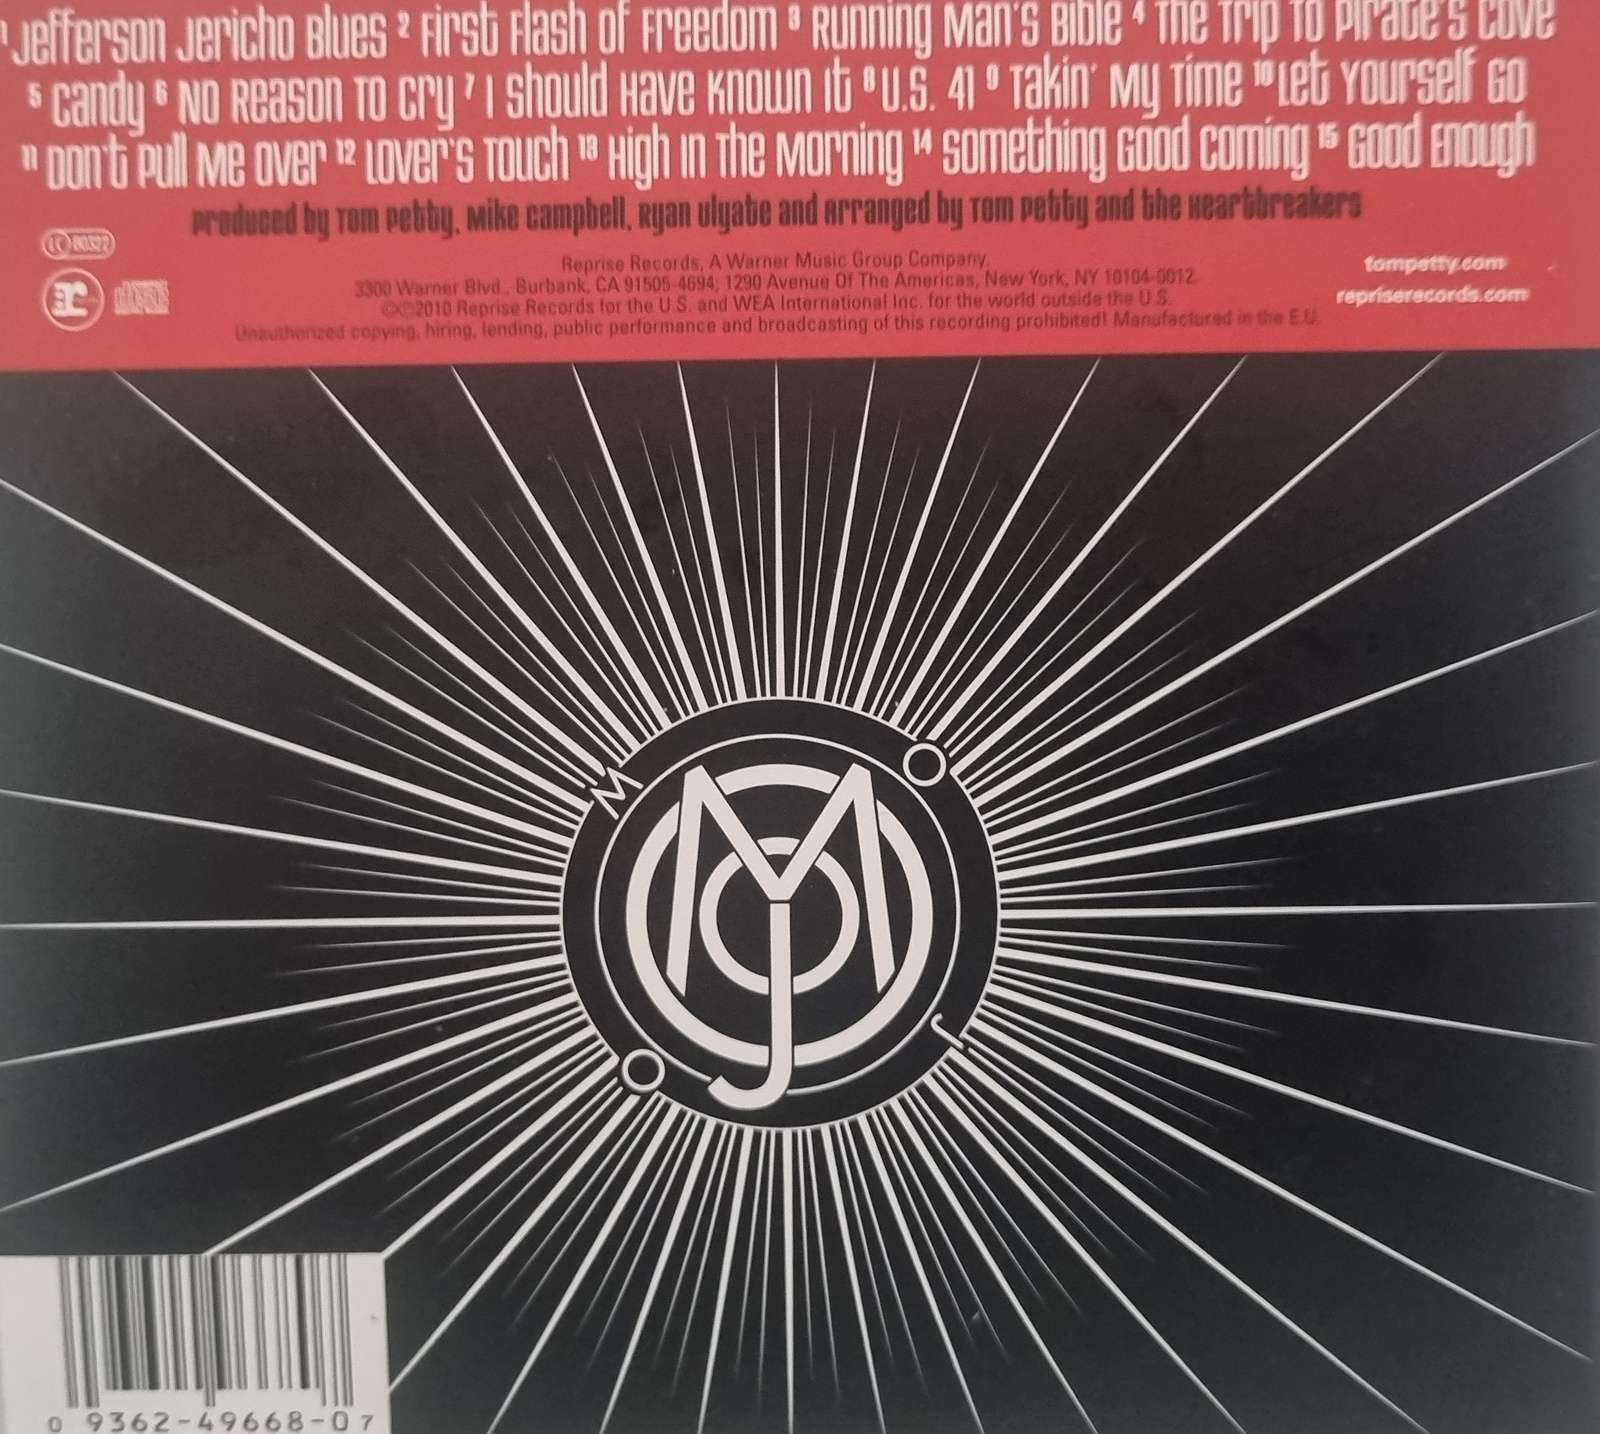 1 Jefferson Jericho Blues 2 First Flash of Freedom 3 Running Man's Bible 4 The Trip To Pirate's Cove
5 Candy 6 No Reason To Cry 7 I Should Have Known It 8 U.S. 41 9 Takin' My Time 10 Let Yourself Go
11 Don't Pull Me Over 12 Lover's Touch 13 High In The Morning 14 Something Good Coming 15 Good Enough
Produced by Tom Petty, Mike Campbell, Ryan Ulyate and Arranged by Tom Petty and the Heartbreakers
LC 00322
Reprise Records, A Warner Music Group Company,
3300 Warner Blvd., Burbank, CA 91505-4694; 1290 Avenue Of The Americas, New York, NY 10104-0012.
©℗2010 Reprise Records for the U.S. and WEA International Inc. for the world outside the U.S.
Unauthorized copying, hiring, lending, public performance and broadcasting of this recording prohibited! Manufactured in the E.U.
tompetty.com
repriserecords.com
r
disc
M O J O
MOJO
0 9362-49668-0 7